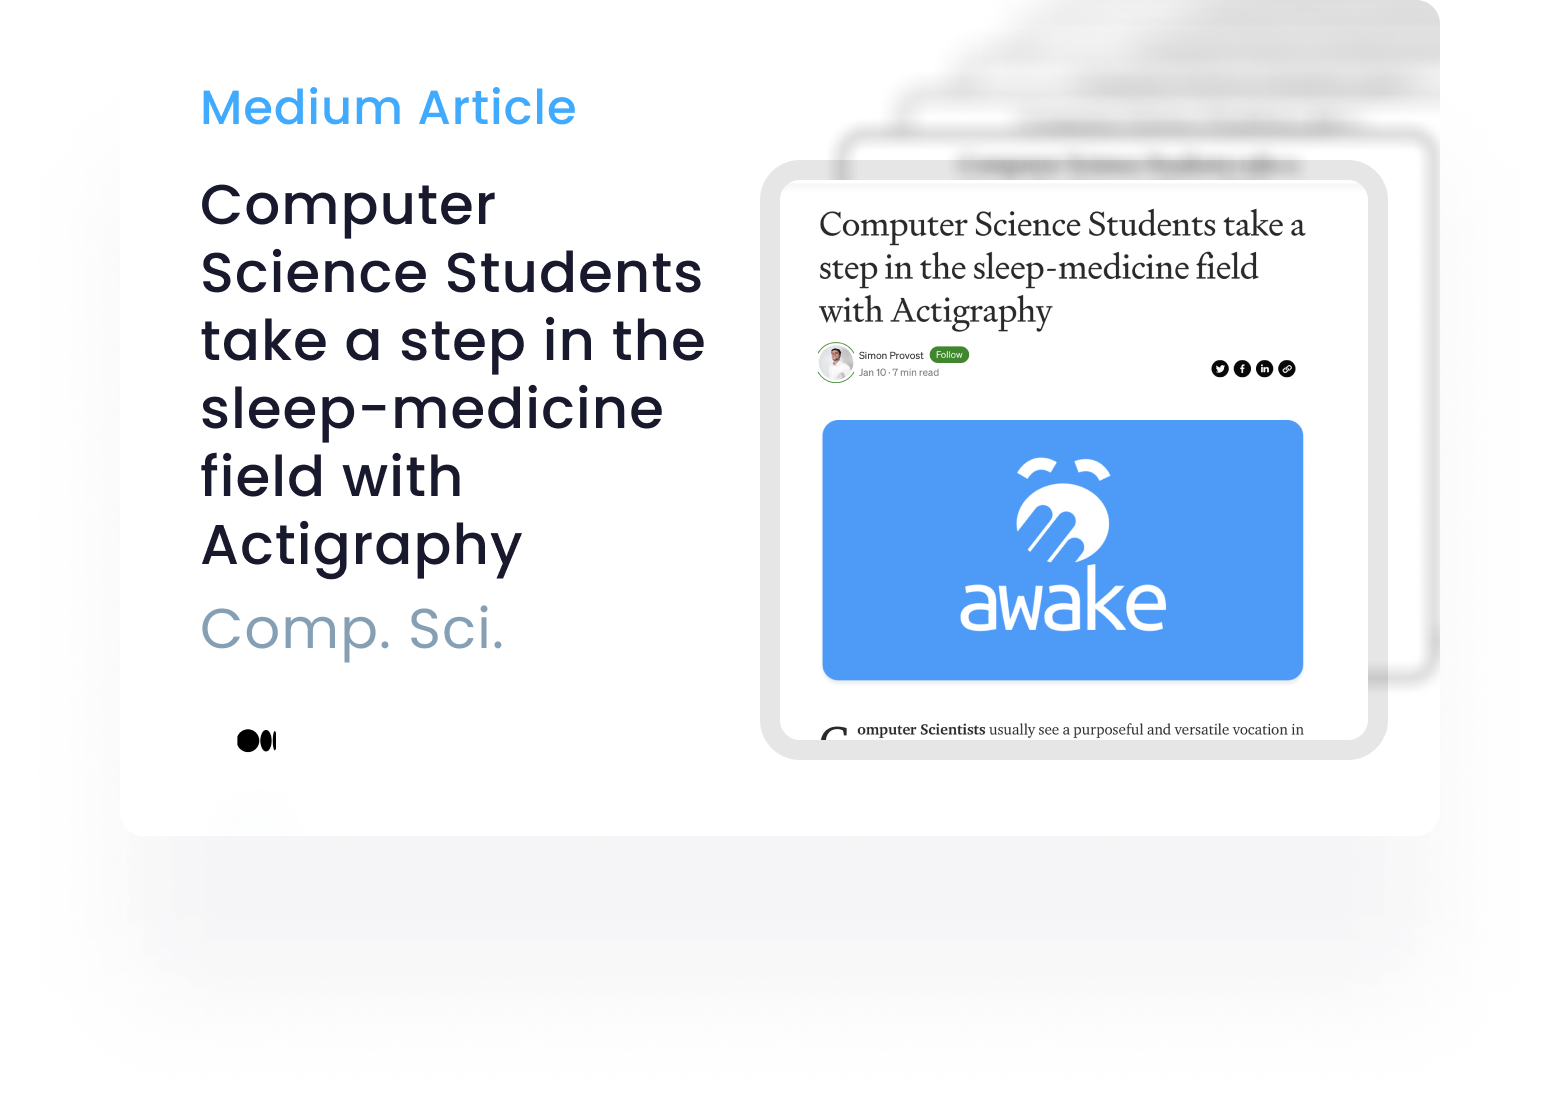 Medium Article
Computer
Science Students
take a step in the
sleep-medicine
field with
Actigraphy
Comp. Sci.
Computer Science Students take a
step in the sleep-medicine field
with Actigraphy
Simon Provost Follow
Jan 10 · 7 min read
awake
Computer Scientists usually see a purposeful and versatile vocation in